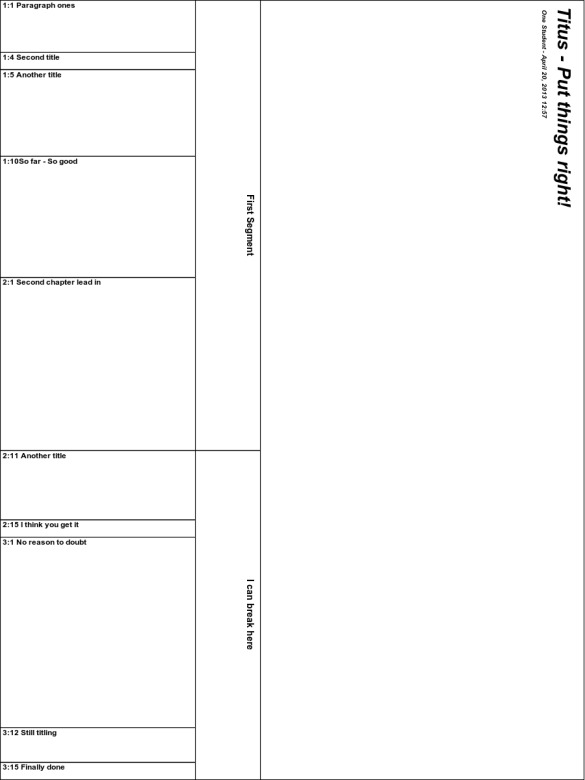 Titus - Put things right!
One Student - April 20, 2013 12:57
1:1 Paragraph ones
1:4 Second title
1:5 Another title
1:10So far - So good
2:1 Second chapter lead in
First Segment
2:11 Another title
2:15 I think you get it
3:1 No reason to doubt
3:12 Still titling
3:15 Finally done
I can break here